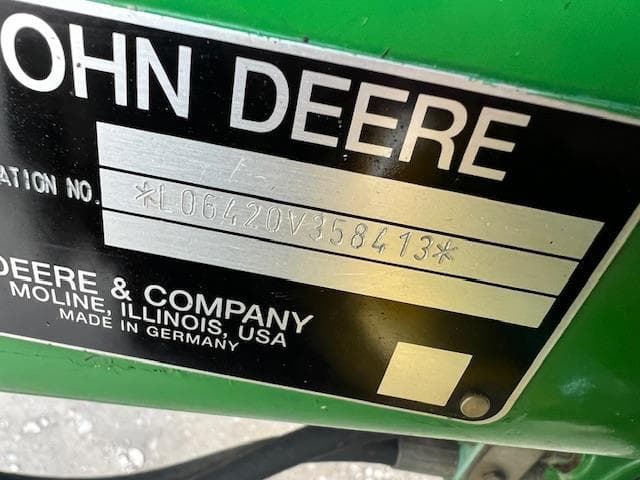 OHN DEERE
ATION NO.
*L06420V358413*
DEERE & COMPANY
MOLINE, ILLINOIS, USA
MADE IN GERMANY